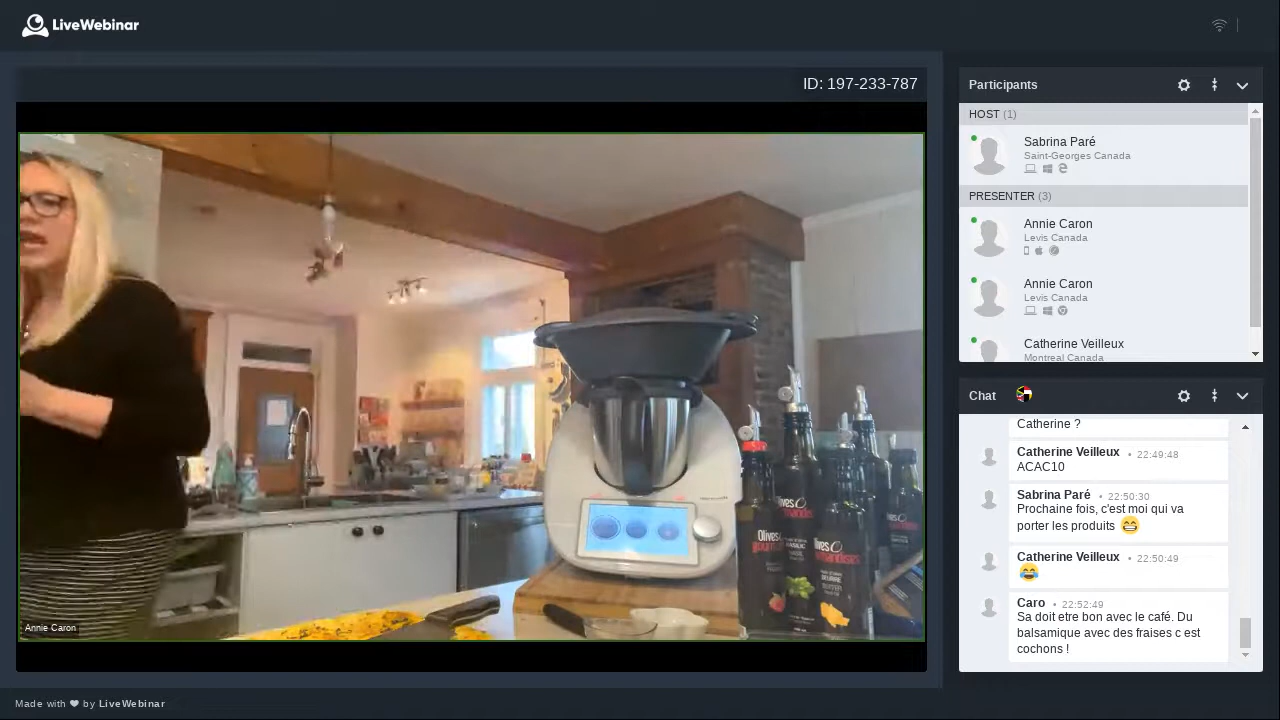 LiveWebinar
ID: 197-233-787
Annie Caron
Olives
Olives
BASILIC
Participants
HOST (1)
Sabrina Paré
Saint-Georges Canada
PRESENTER (3)
Annie Caron
Levis Canada
Annie Caron
Levis Canada
Catherine Veilleux
Montreal Canada
Chat
Catherine ?
Catherine Veilleux • 22:49:48
ACAC10
Sabrina Paré • 22:50:30
Prochaine fois, c'est moi qui va
porter les produits 😁
Catherine Veilleux • 22:50:49
😂
Caro • 22:52:49
Sa doit etre bon avec le café. Du
balsamique avec des fraises c est
cochons !
Made with ❤ by LiveWebinar